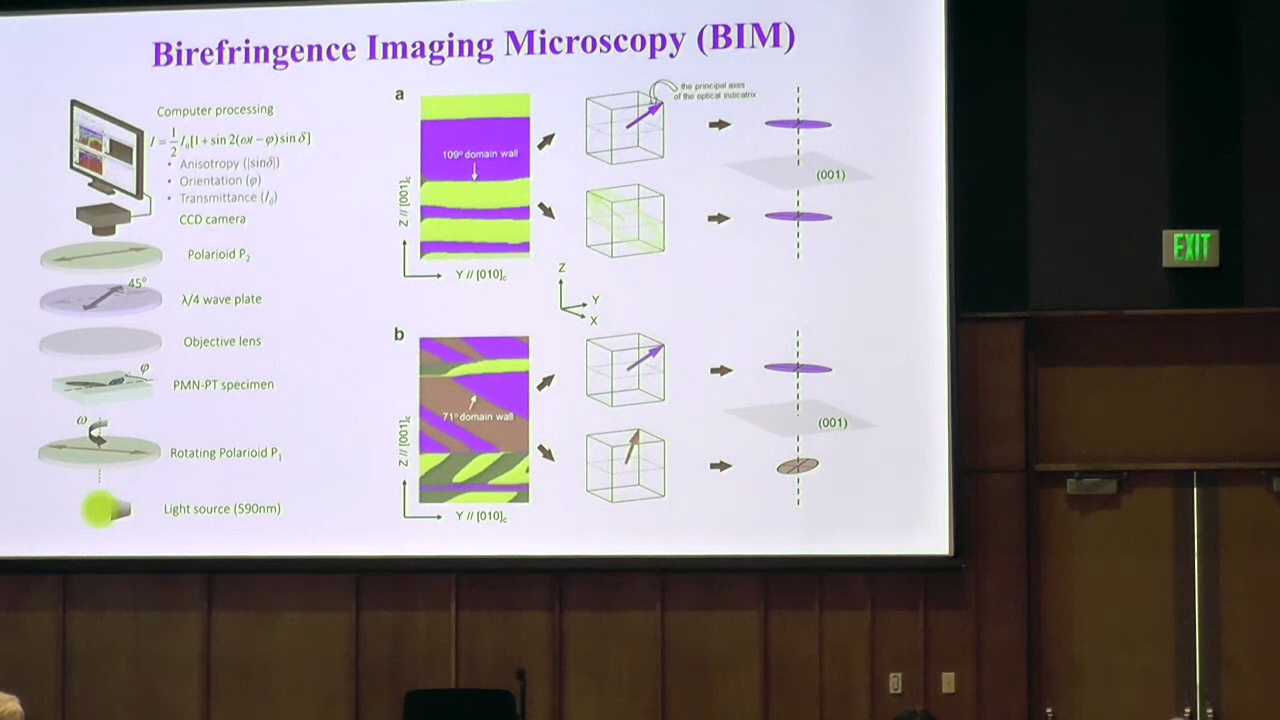 Birefringence Imaging Microscopy (BIM)
Computer processing
I = 1/2 I₀[1+sin 2(ωt−φ)sin δ]
• Anisotropy (|sinδ|)
• Orientation (φ)
• Transmittance (I₀)
CCD camera
Polarioid P₂
45°
λ/4 wave plate
Objective lens
φ
PMN-PT specimen
ω
Rotating Polarioid P₁
Light source (590nm)
a
109° domain wall
Z // [001]c
Y // [010]c
the principal axes
of the optical indicatrix
(001)
Z
Y
X
b
71° domain wall
Z // [001]c
Y // [010]c
(001)
EXIT